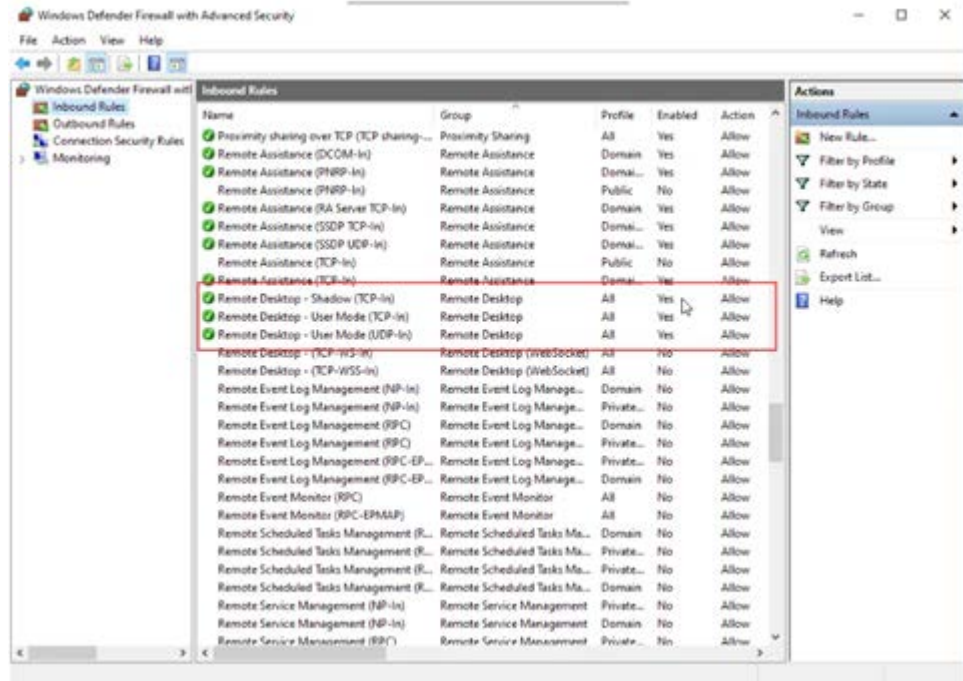 Windows Defender Firewall with Advanced Security
File Action View Help
Windows Defender Firewall witl
Inbound Rules
Outbound Rules
Connection Security Rules
Monitoring
Inbound Rules
Name Group Profile Enabled Action
Proximity sharing over TCP (TCP sharing-... Proximity Sharing All Yes Allow
Remote Assistance (DCOM-In) Remote Assistance Domain Yes Allow
Remote Assistance (PNRP-In) Remote Assistance Domai... Yes Allow
Remote Assistance (PNRP-In) Remote Assistance Public No Allow
Remote Assistance (RA Server TCP-In) Remote Assistance Domain Yes Allow
Remote Assistance (SSDP TCP-In) Remote Assistance Domai... Yes Allow
Remote Assistance (SSDP UDP-In) Remote Assistance Domai... Yes Allow
Remote Assistance (TCP-In) Remote Assistance Public No Allow
Remote Assistance (TCP-In) Remote Assistance Domai... Yes Allow
Remote Desktop - Shadow (TCP-In) Remote Desktop All Yes Allow
Remote Desktop - User Mode (TCP-In) Remote Desktop All Yes Allow
Remote Desktop - User Mode (UDP-In) Remote Desktop All Yes Allow
Remote Desktop - (TCP-WS-In) Remote Desktop (WebSocket) All No Allow
Remote Desktop - (TCP-WSS-In) Remote Desktop (WebSocket) All No Allow
Remote Event Log Management (NP-In) Remote Event Log Manage... Domain No Allow
Remote Event Log Management (NP-In) Remote Event Log Manage... Private... No Allow
Remote Event Log Management (RPC) Remote Event Log Manage... Domain No Allow
Remote Event Log Management (RPC) Remote Event Log Manage... Private... No Allow
Remote Event Log Management (RPC-EP... Remote Event Log Manage... Private... No Allow
Remote Event Log Management (RPC-EP... Remote Event Log Manage... Domain No Allow
Remote Event Monitor (RPC) Remote Event Monitor All No Allow
Remote Event Monitor (RPC-EPMAP) Remote Event Monitor All No Allow
Remote Scheduled Tasks Management (R... Remote Scheduled Tasks Ma... Domain No Allow
Remote Scheduled Tasks Management (R... Remote Scheduled Tasks Ma... Private... No Allow
Remote Scheduled Tasks Management (R... Remote Scheduled Tasks Ma... Private... No Allow
Remote Scheduled Tasks Management (R... Remote Scheduled Tasks Ma... Domain No Allow
Remote Service Management (NP-In) Remote Service Management Private... No Allow
Remote Service Management (NP-In) Remote Service Management Domain No Allow
Remote Service Management (RPC) Remote Service Management Private... No Allow
Actions
Inbound Rules
New Rule...
Filter by Profile
Filter by State
Filter by Group
View
Refresh
Export List...
Help